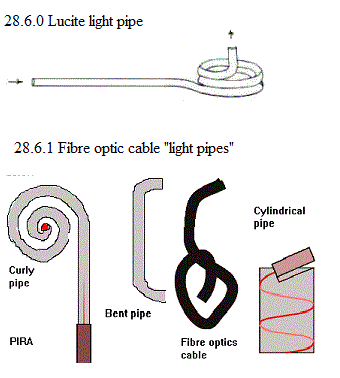 28.6.0 Lucite light pipe
28.6.1 Fibre optic cable "light pipes"
Curly
pipe
PIRA
Bent pipe
Fibre optics
cable
Cylindrical
pipe